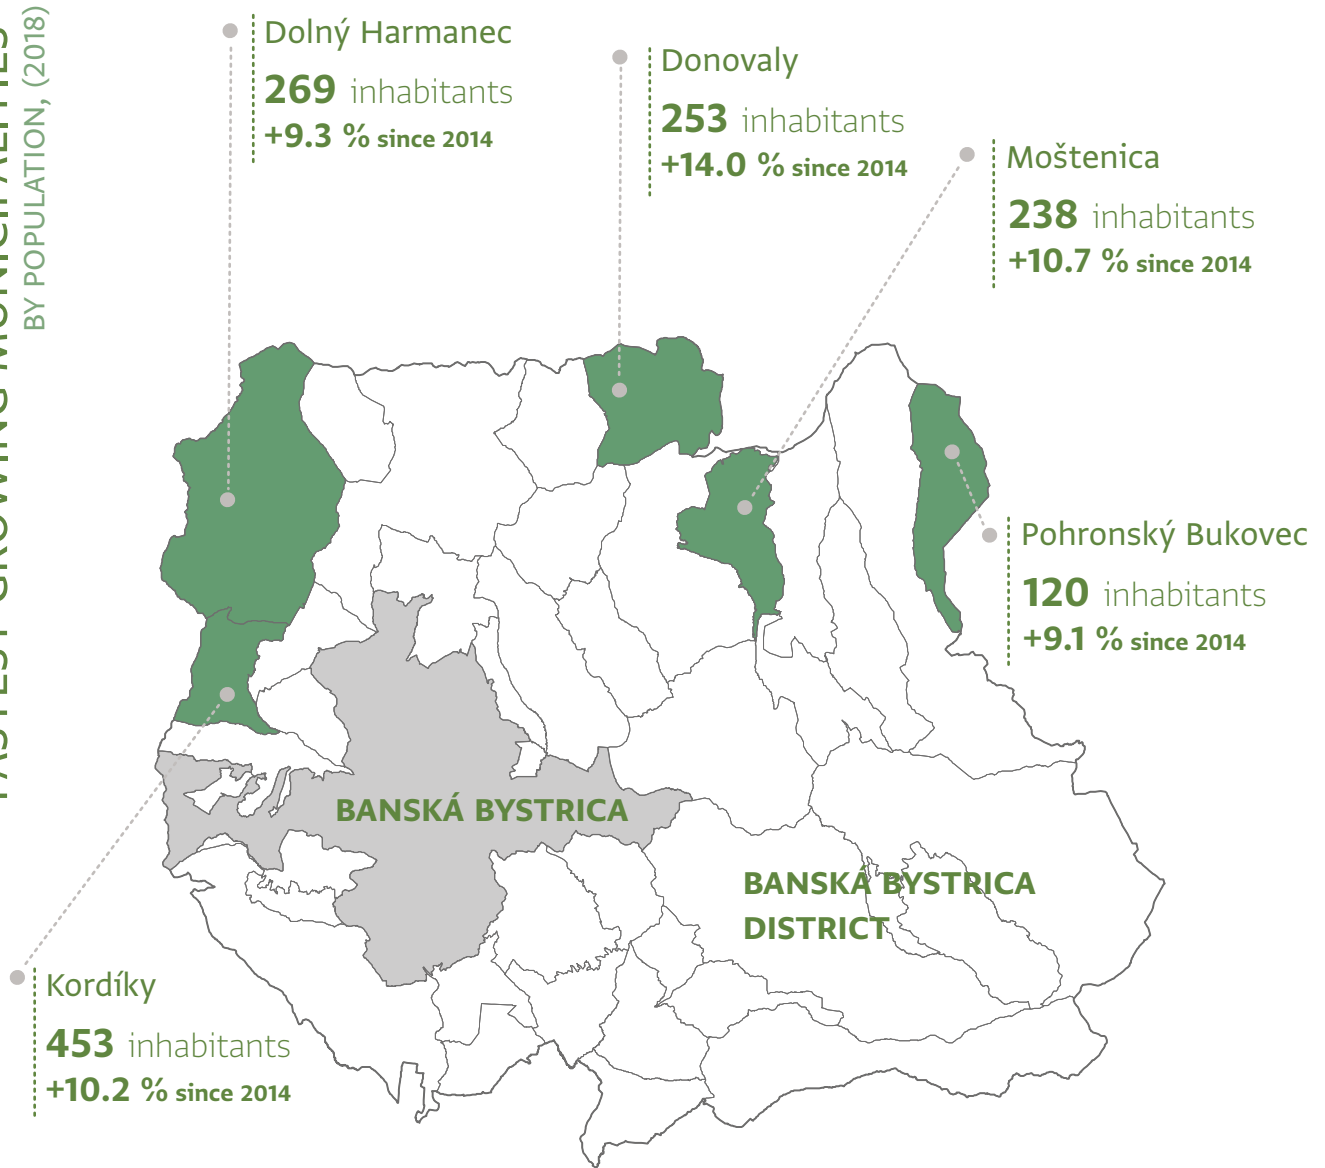 FASTEST GROWING MUNICIPALITIES
BY POPULATION, (2018)
Dolný Harmanec
269 inhabitants
+9.3 % since 2014
Donovaly
253 inhabitants
+14.0 % since 2014
Moštenica
238 inhabitants
+10.7 % since 2014
Pohronský Bukovec
120 inhabitants
+9.1 % since 2014
BANSKÁ BYSTRICA
BANSKÁ BYSTRICA
DISTRICT
Kordíky
453 inhabitants
+10.2 % since 2014